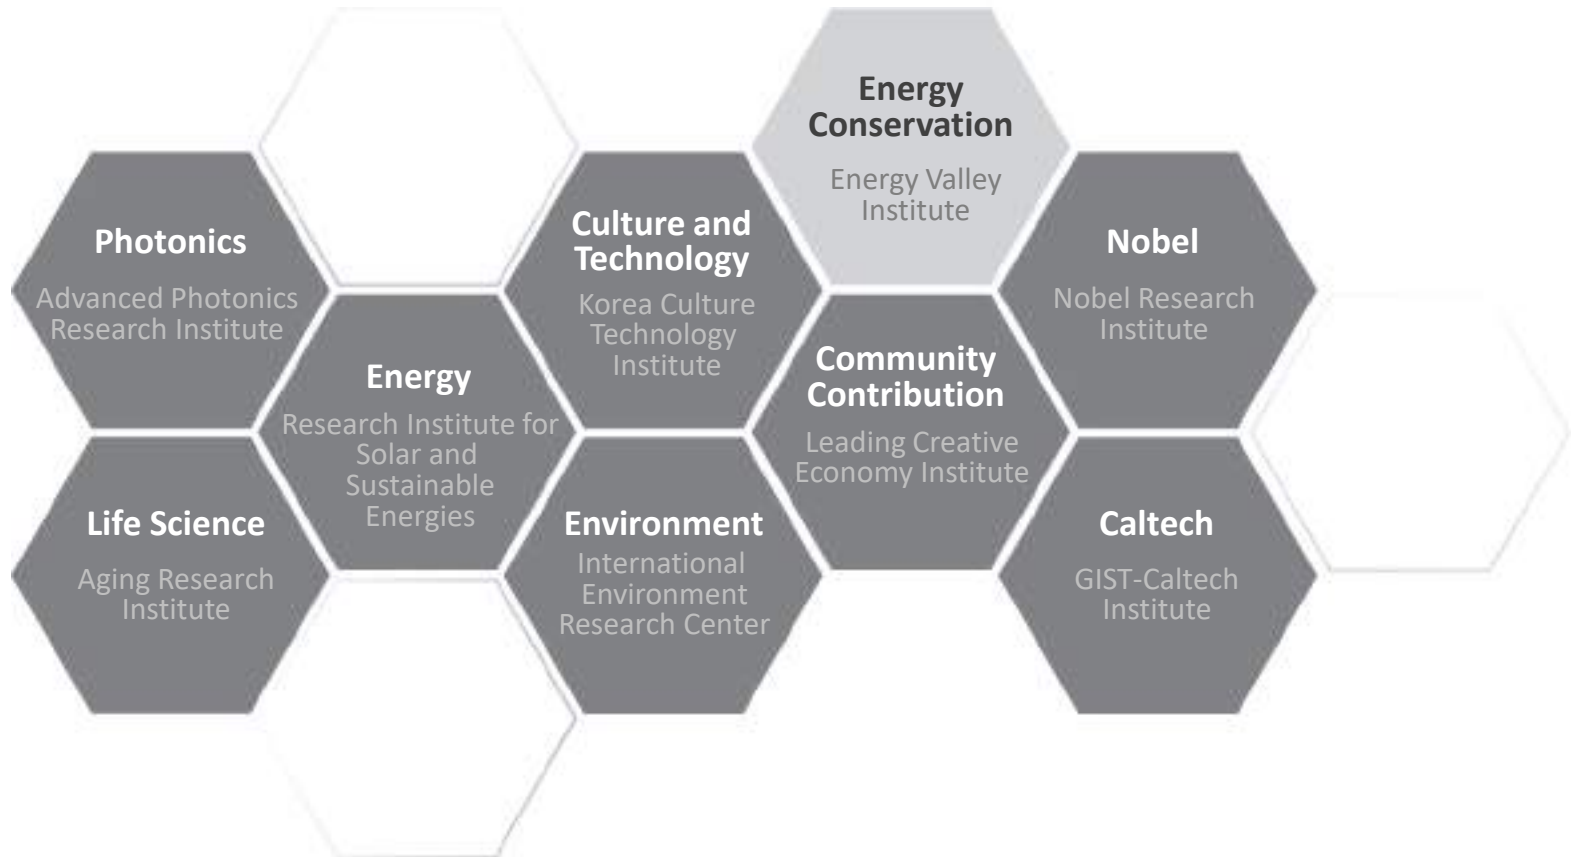 Energy
Conservation
Energy Valley
Institute
Photonics
Advanced Photonics
Research Institute
Culture and
Technology
Korea Culture
Technology
Institute
Nobel
Nobel Research
Institute
Energy
Research Institute for
Solar and
Sustainable
Energies
Community
Contribution
Leading Creative
Economy Institute
Life Science
Aging Research
Institute
Environment
International
Environment
Research Center
Caltech
GIST-Caltech
Institute